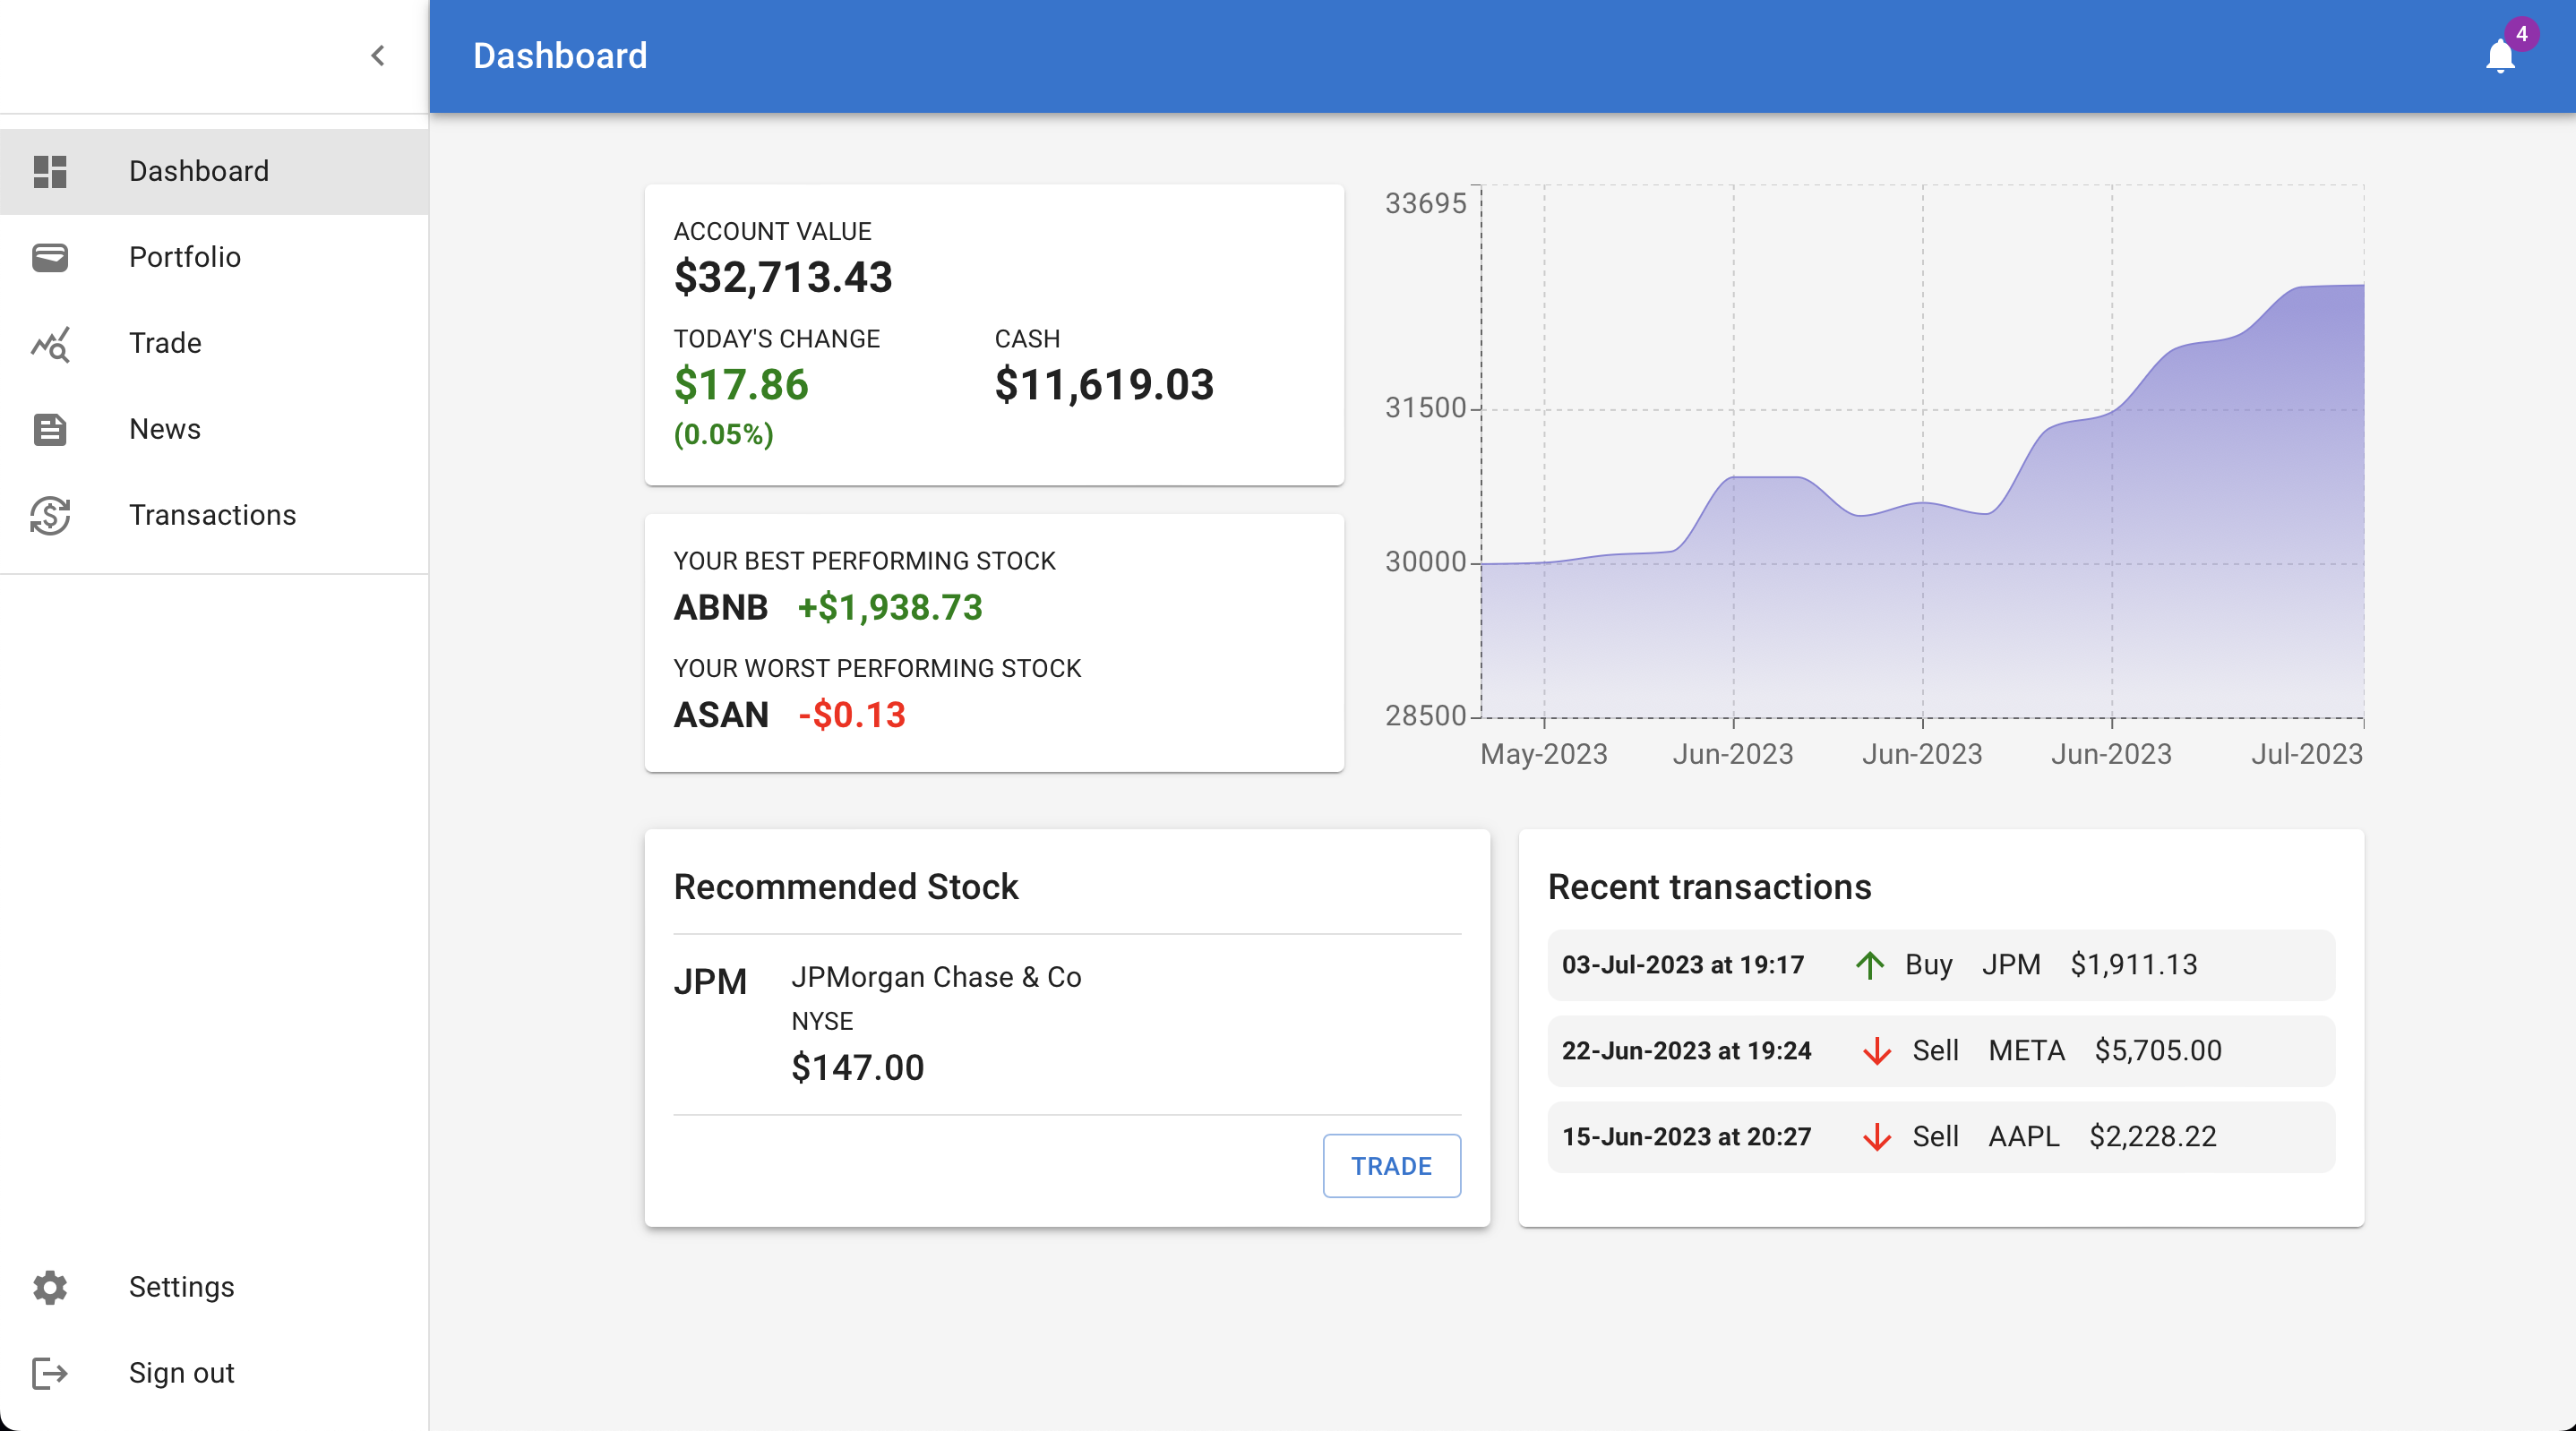 Dashboard
4
Dashboard
Portfolio
Trade
News
Transactions
Settings
Sign out
ACCOUNT VALUE
$32,713.43
TODAY'S CHANGE
$17.86
(0.05%)
CASH
$11,619.03
YOUR BEST PERFORMING STOCK
ABNB +$1,938.73
YOUR WORST PERFORMING STOCK
ASAN -$0.13
33695
31500
30000
28500
May-2023 Jun-2023 Jun-2023 Jun-2023 Jul-2023
Recommended Stock
JPM JPMorgan Chase & Co
NYSE
$147.00
TRADE
Recent transactions
03-Jul-2023 at 19:17 Buy JPM $1,911.13
22-Jun-2023 at 19:24 Sell META $5,705.00
15-Jun-2023 at 20:27 Sell AAPL $2,228.22